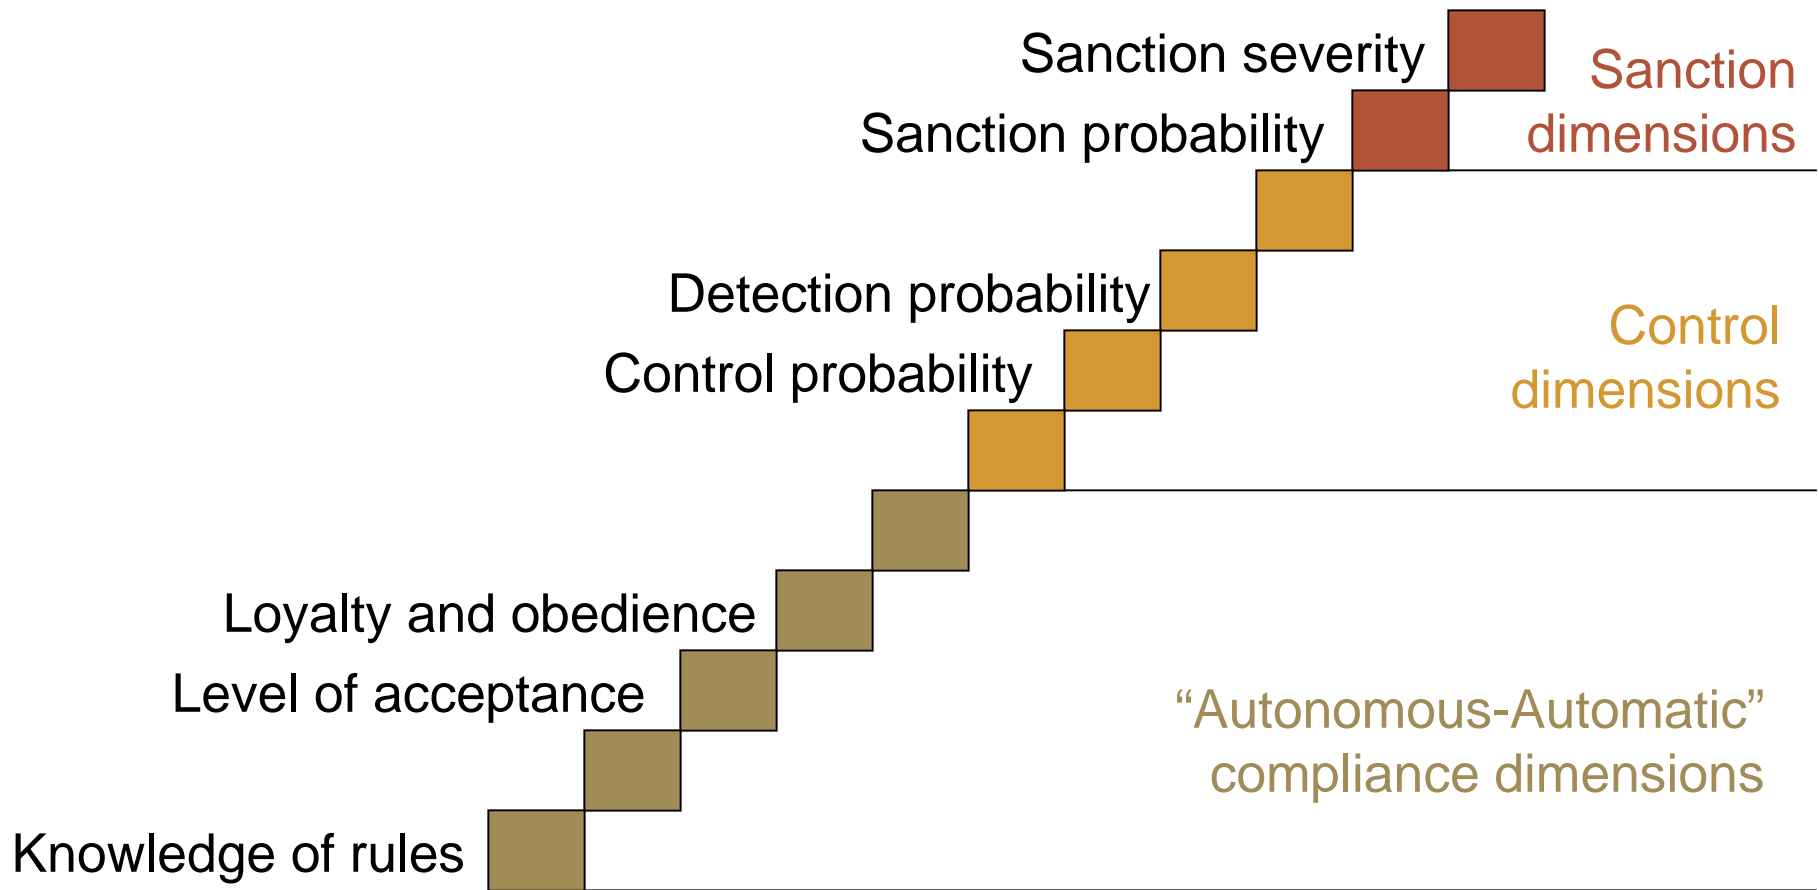 Sanction severity
Sanction
Sanction probability
dimensions
Detection probability
Control
Control probability
dimensions
Loyalty and obedience
Level of acceptance
“Autonomous-Automatic”
compliance dimensions
Knowledge of rules